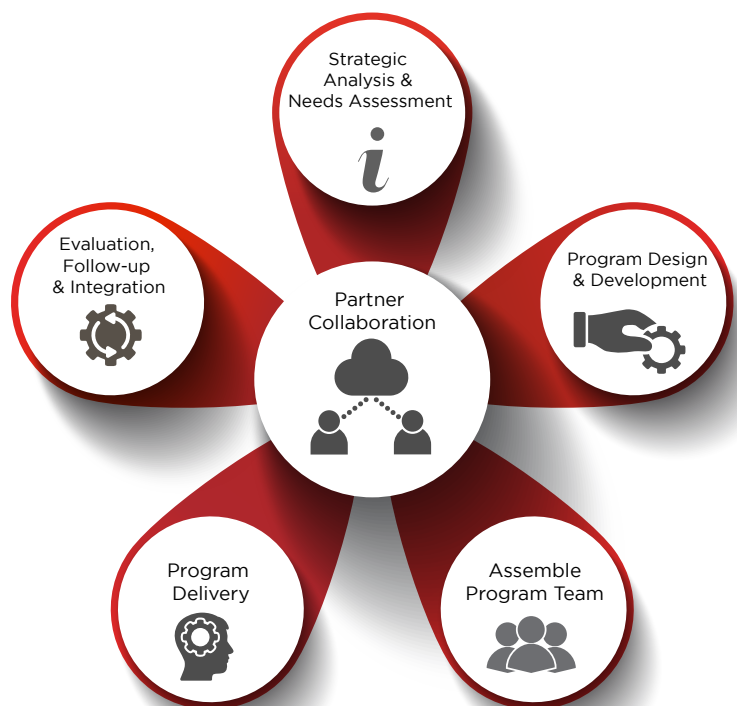 Strategic
Analysis &
Needs Assessment
Program Design
& Development
Assemble
Program Team
Program
Delivery
Evaluation,
Follow-up
& Integration
Partner
Collaboration